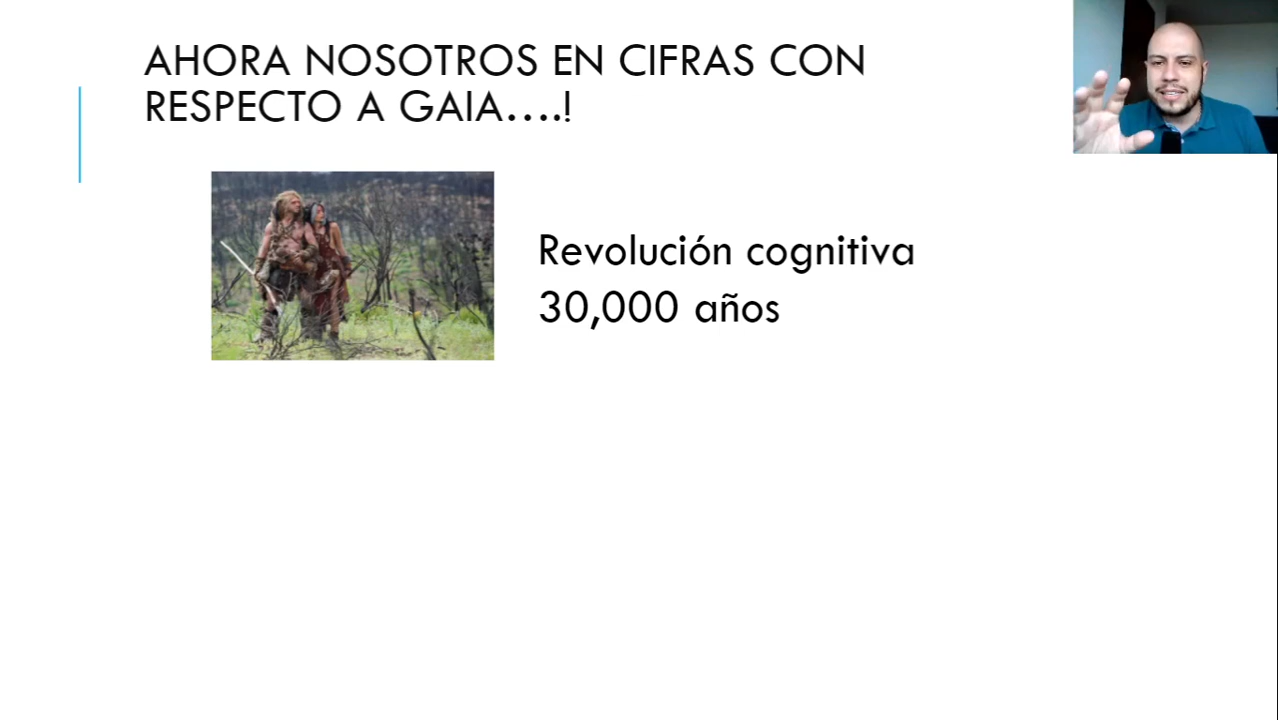 AHORA NOSOTROS EN CIFRAS CON
RESPECTO A GAIA….!
Revolución cognitiva
30,000 años